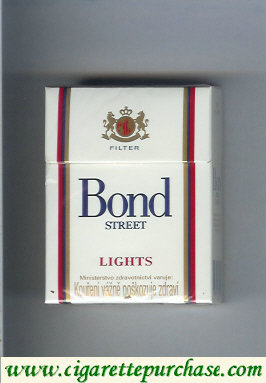 FILTER
Bond
STREET
LIGHTS
Ministerstvo zdravotnictví varuje:
Kouření vážně poškozuje zdraví
www.cigarettepurchase.com